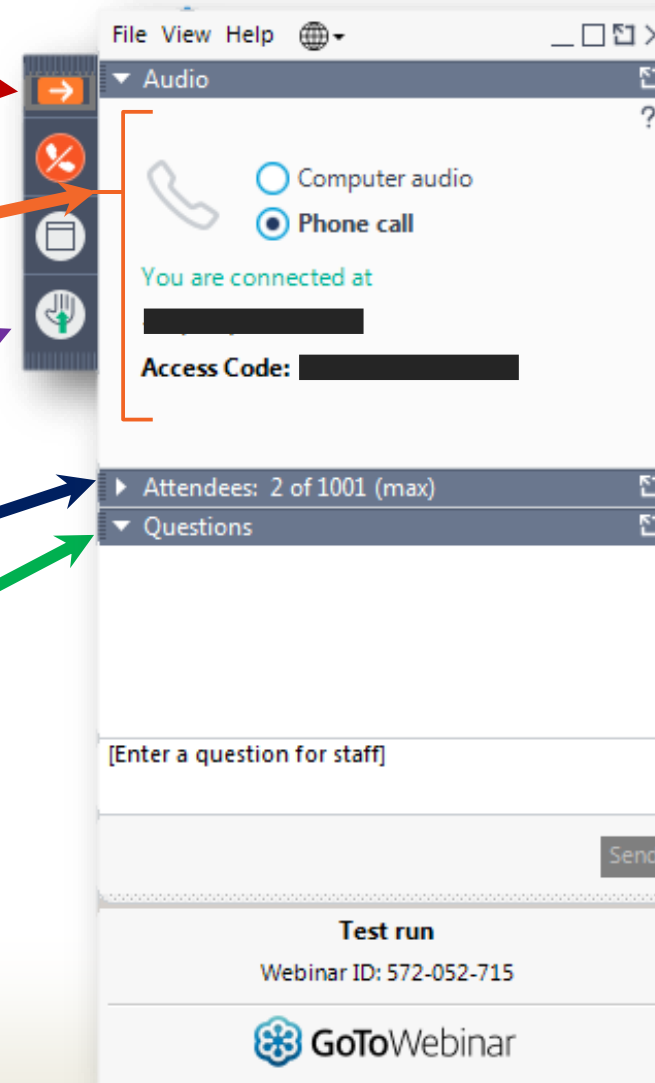 File View Help
Audio
?
Computer audio
Phone call
You are connected at
Access Code:
Attendees: 2 of 1001 (max)
Questions
[Enter a question for staff]
Send
Test run
Webinar ID: 572-052-715
GoToWebinar